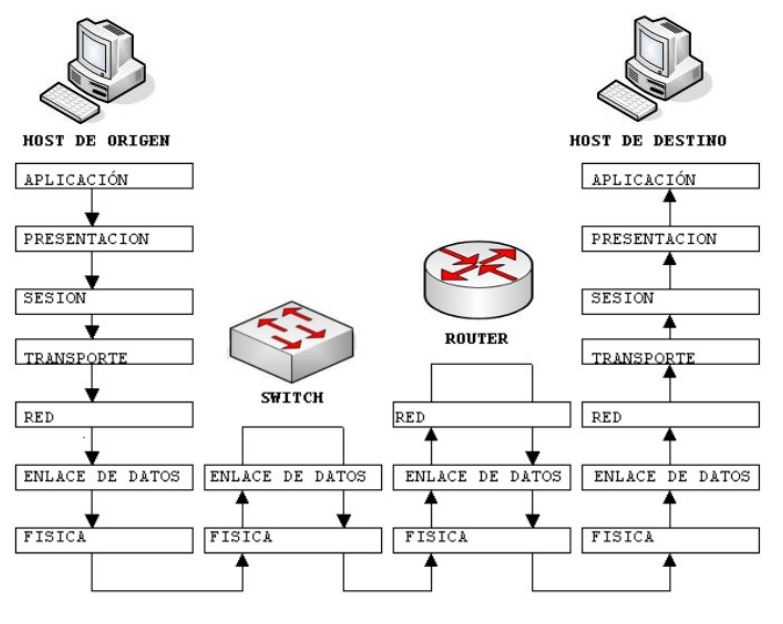 HOST DE ORIGEN
HOST DE DESTINO
APLICACIÓN
APLICACIÓN
PRESENTACION
PRESENTACION
SESION
SESION
ROUTER
TRANSPORTE
TRANSPORTE
SWITCH
RED
RED
RED
ENLACE DE DATOS
ENLACE DE DATOS
ENLACE DE DATOS
ENLACE DE DATOS
FISICA
FISICA
FISICA
FISICA